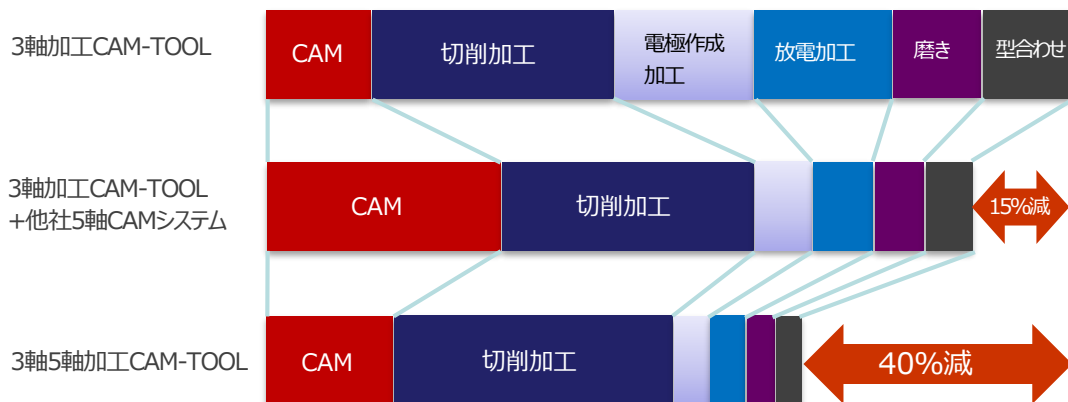 3軸加工CAM-TOOL
CAM
切削加工
電極作成
加工
放電加工
磨き
型合わせ
3軸加工CAM-TOOL
+他社5軸CAMシステム
CAM
切削加工
15%減
3軸5軸加工CAM-TOOL
CAM
切削加工
40%減